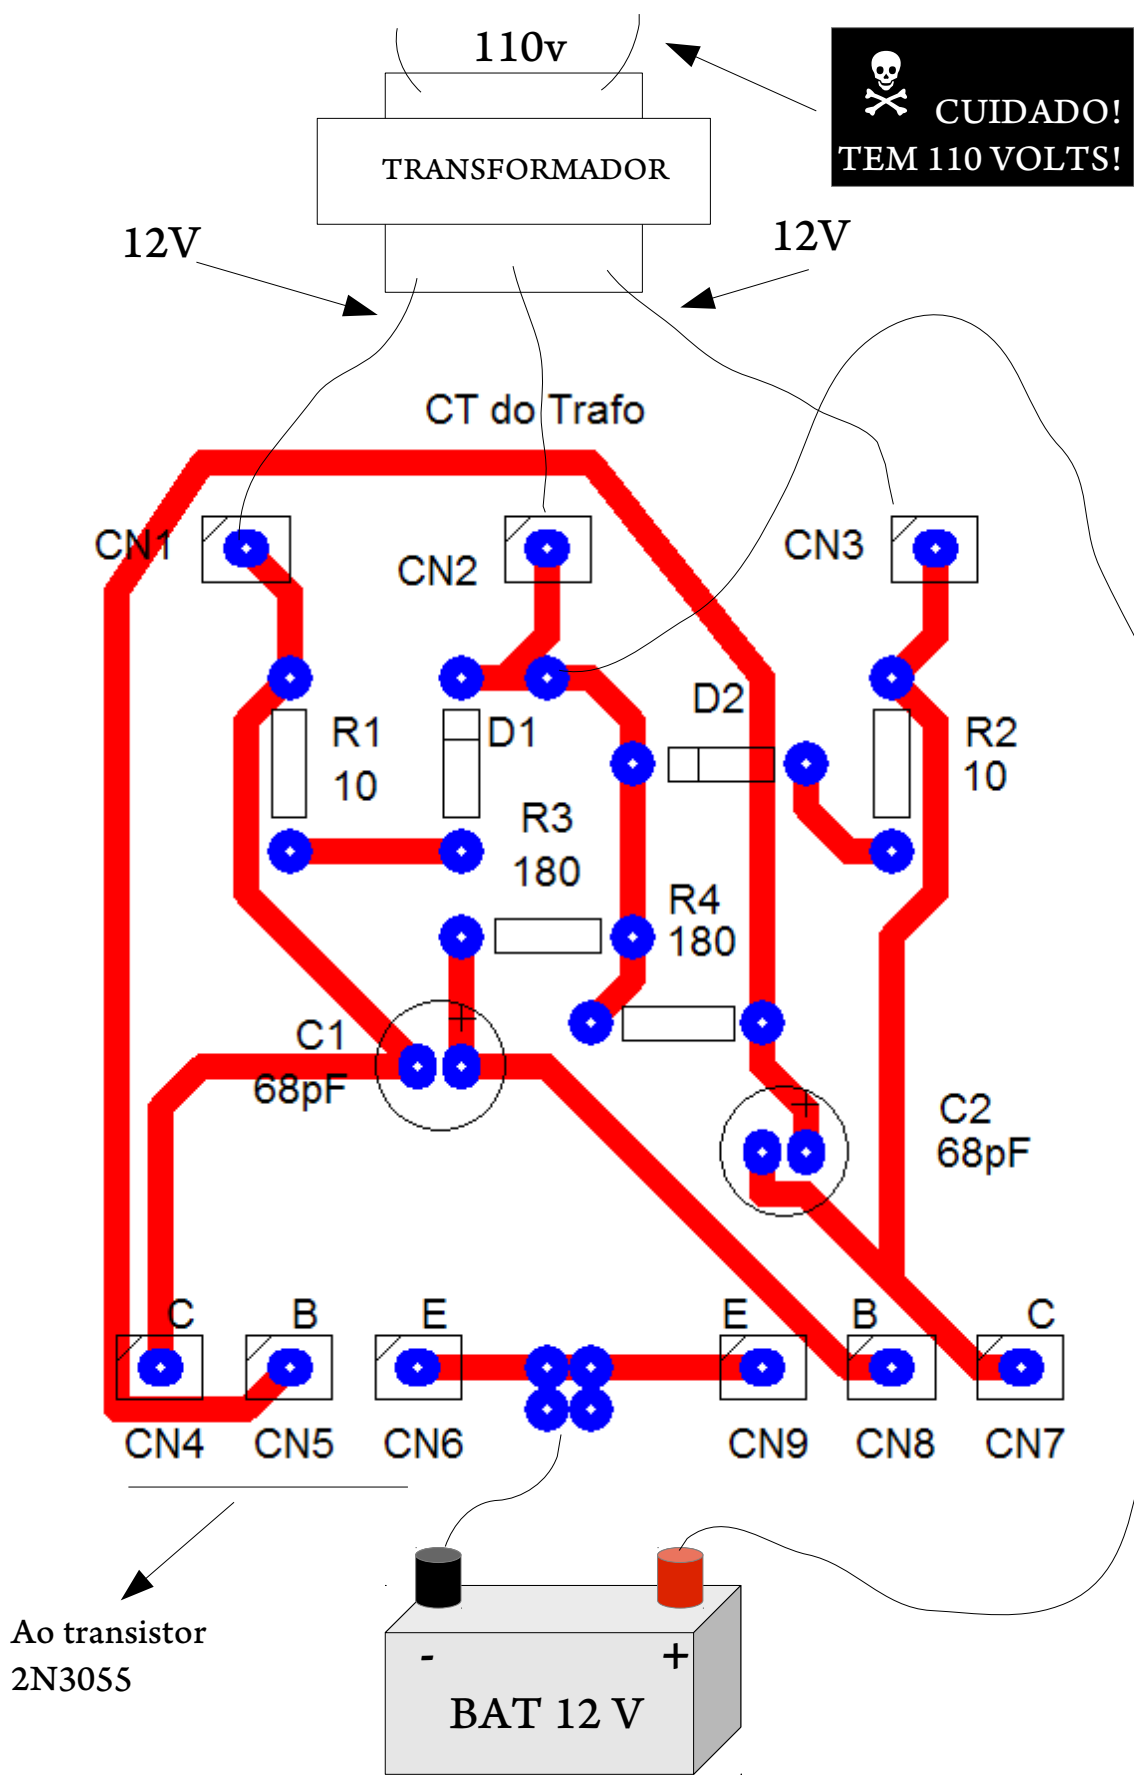 110v
CUIDADO!
TEM 110 VOLTS!
TRANSFORMADOR
12V
12V
CT do Trafo
CN1
CN2
CN3
R1
10
D1
D2
R2
10
R3
180
R4
180
C1
68pF
+
C2
68pF
+
C
B
E
E
B
C
CN4
CN5
CN6
CN9
CN8
CN7
Ao transistor
2N3055
-
+
BAT 12 V